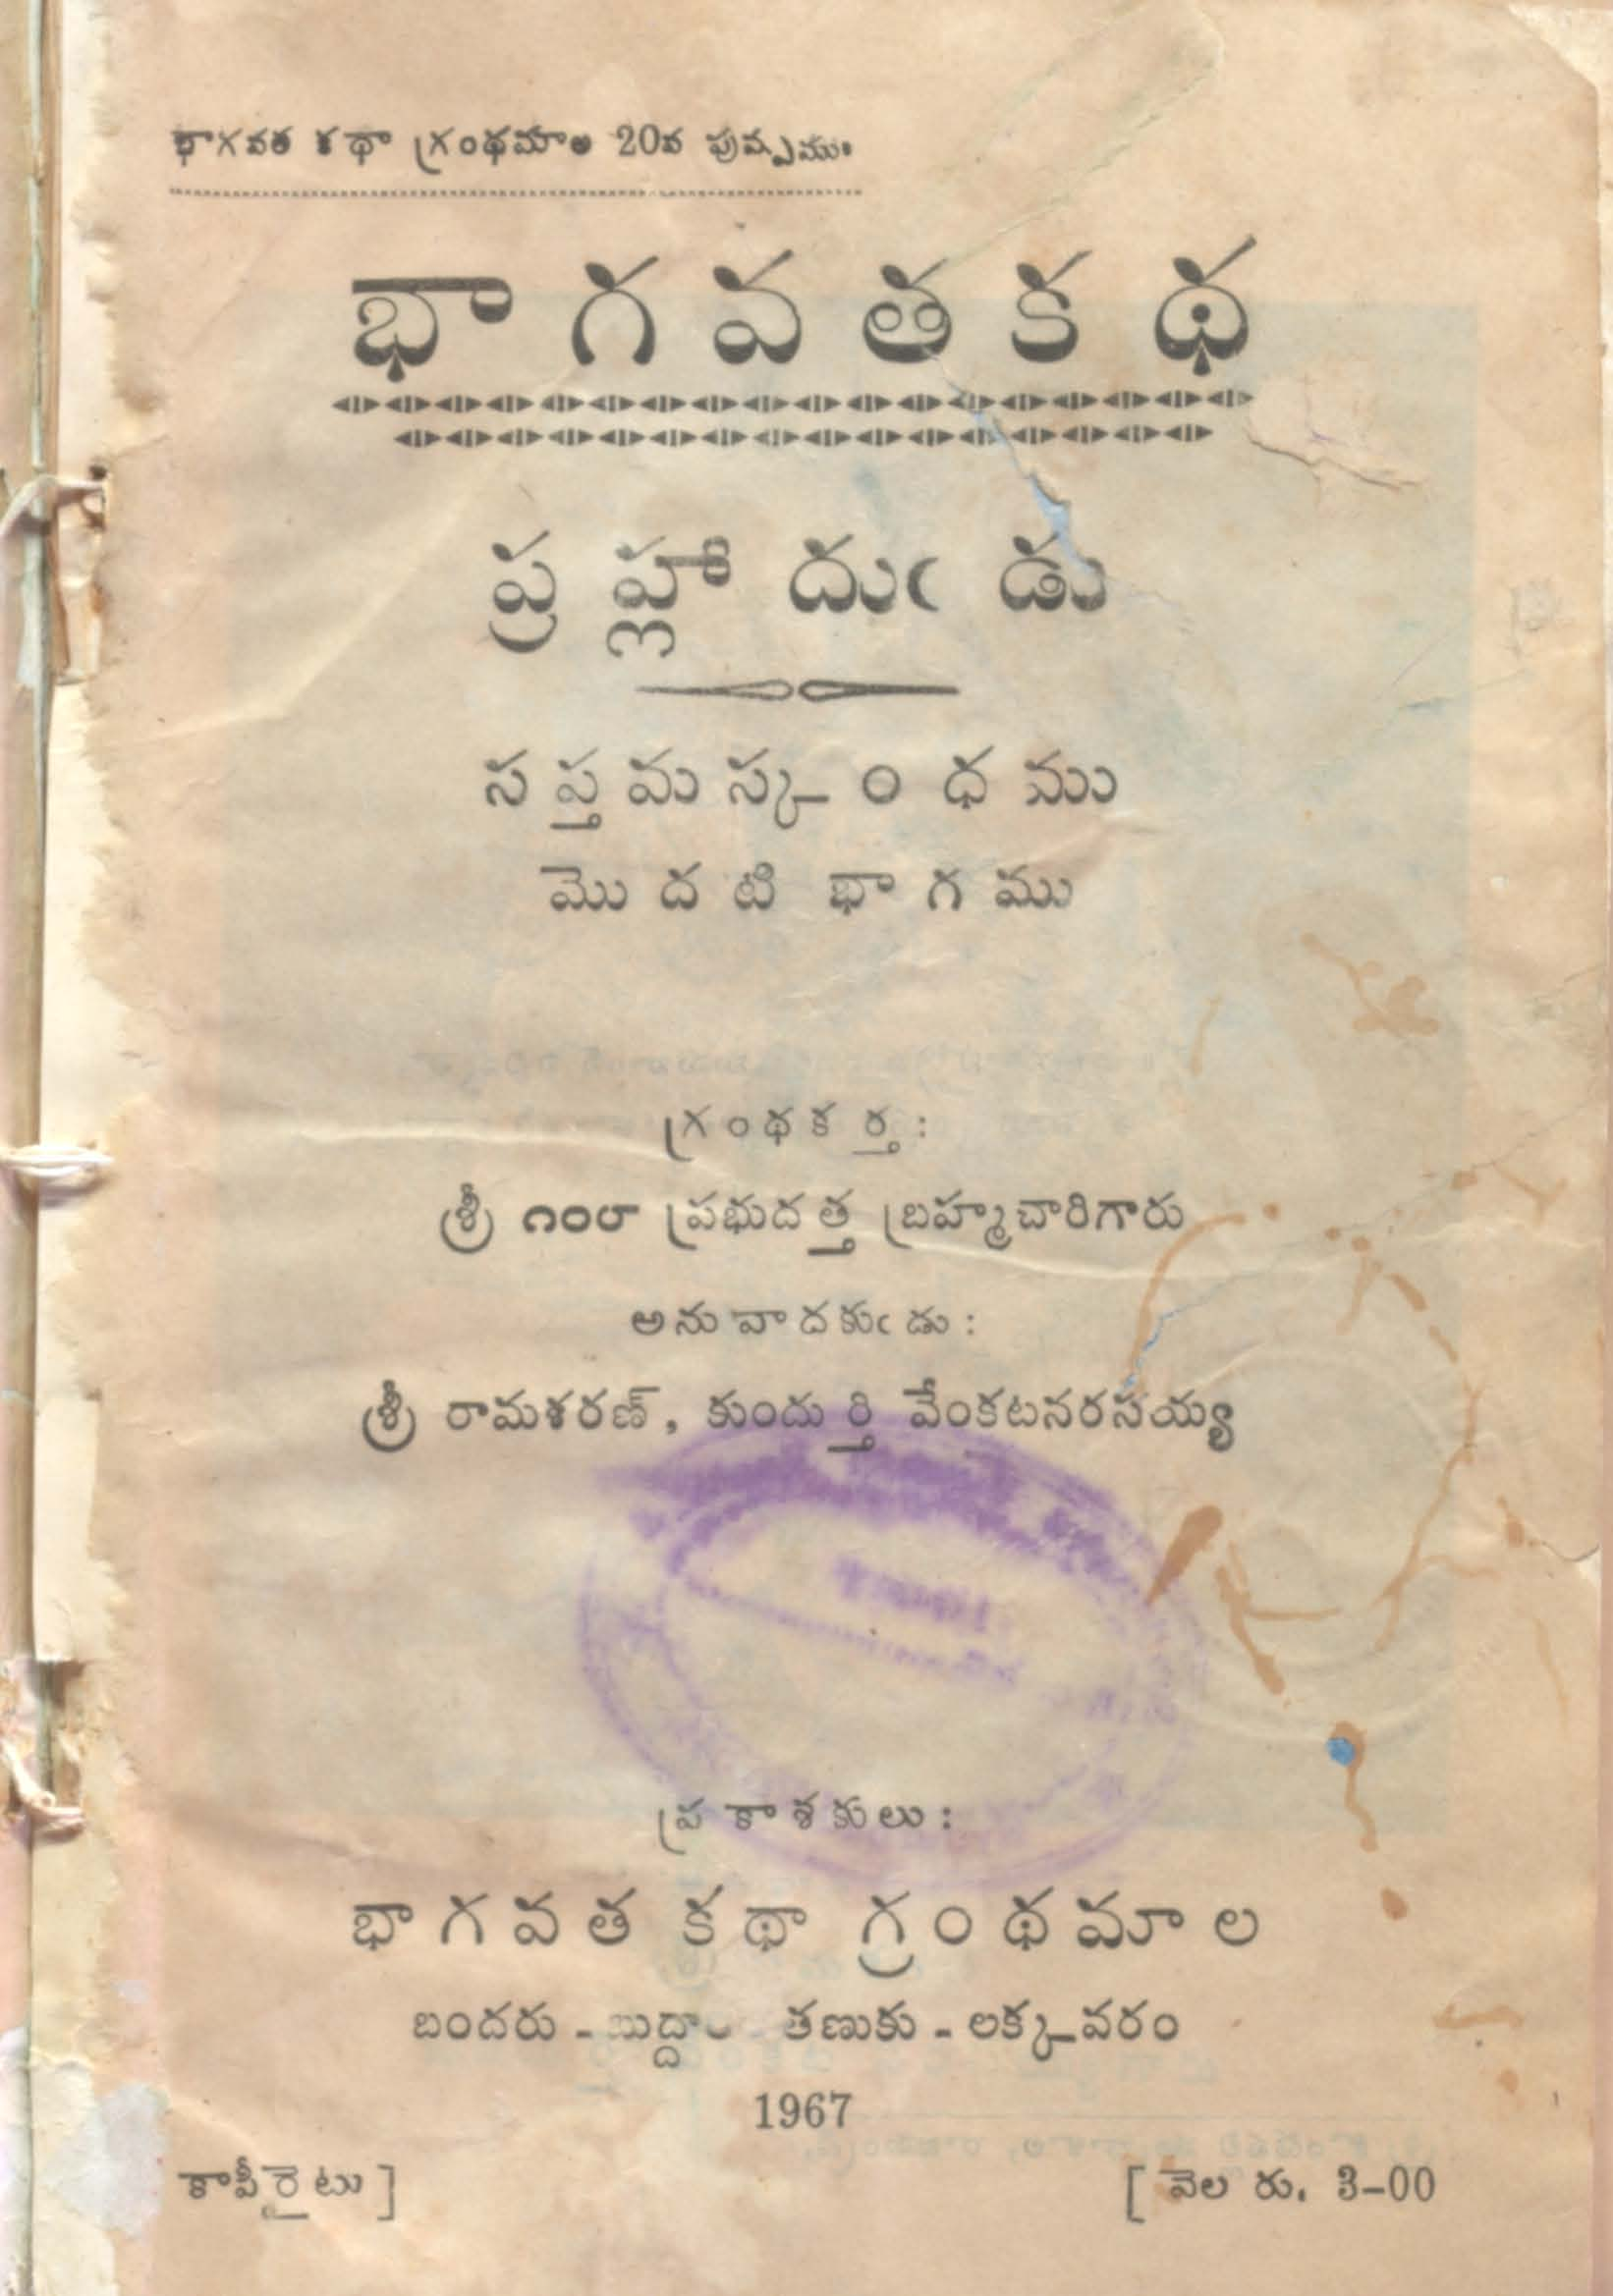 భాగవత కథా గ్రంథమాల 20వ పుష్పము
భాగవతకథ
ప్రహ్లాదుఁడు
సప్తమస్కంధము
మొదటి భాగము
గ్రంథకర్త :
శ్రీ ౧౦౮ ప్రభుదత్త బ్రహ్మచారిగారు
అనువాదకుఁడు :
శ్రీ రామశరణ్, కుందుర్తి వేంకటనరసయ్య
ప్రకాశకులు :
భాగవత కథా గ్రంథమాల
బందరు - తణుకు - లక్కవరం
1967
కాపీరైటు ]
[ వెల రు. 3-00